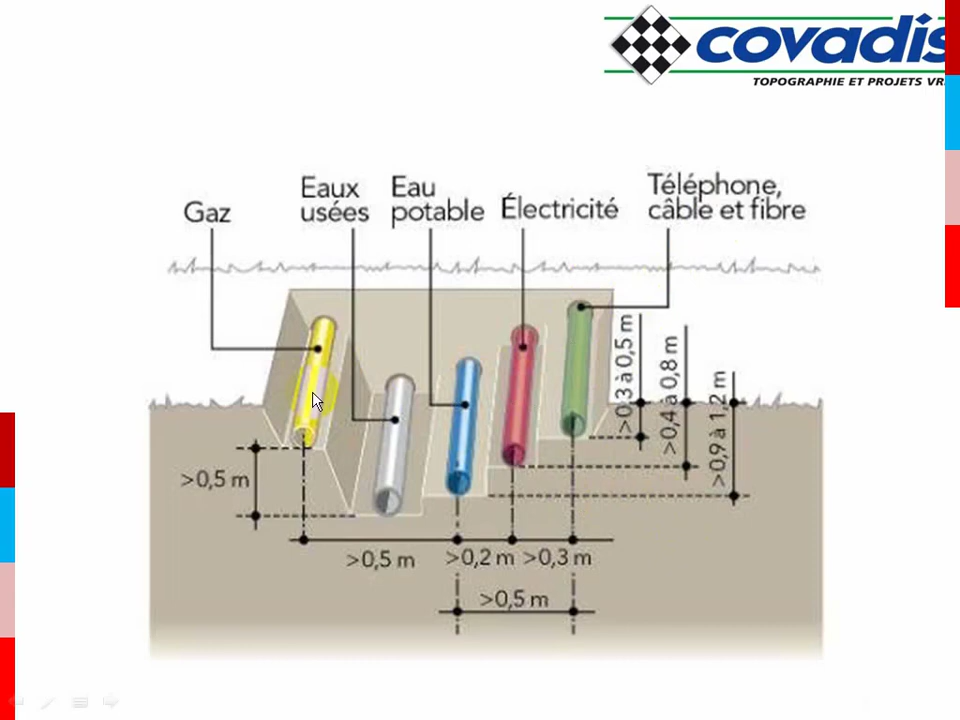 covadis
TOPOGRAPHIE ET PROJETS VR
Gaz
Eaux
usées
Eau
potable
Électricité
Téléphone,
câble et fibre
>0,3 à 0,5 m
>0,4 à 0,8 m
>0,9 à 1,2 m
>0,5 m
>0,5 m
>0,2 m
>0,3 m
>0,5 m